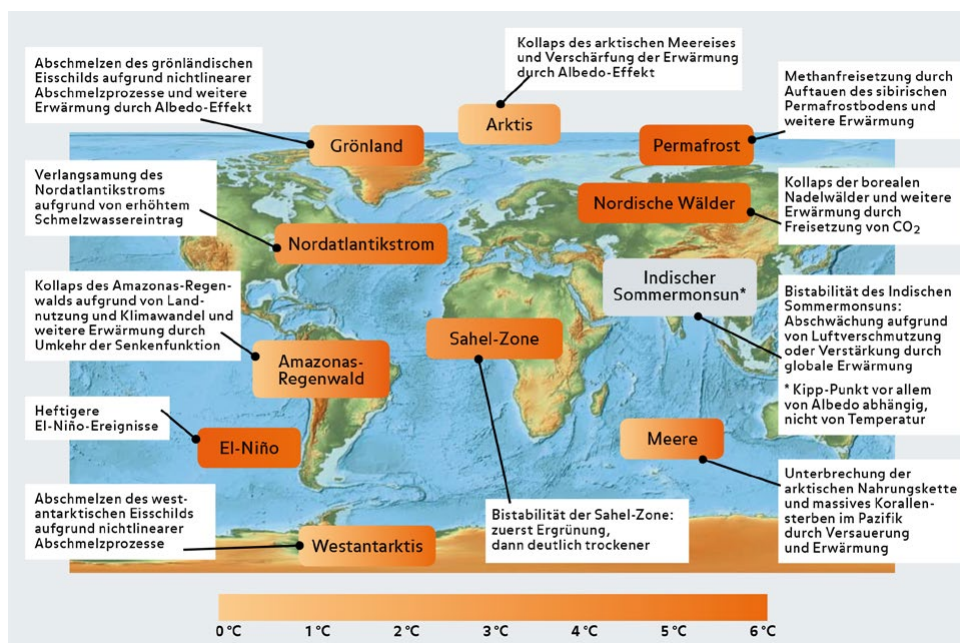 Abschmelzen des grönländischen
Eisschilds aufgrund nichtlinearer
Abschmelzprozesse und weitere
Erwärmung durch Albedo-Effekt
Kollaps des arktischen Meereises
und Verschärfung der Erwärmung
durch Albedo-Effekt
Methanfreisetzung durch
Auftauen des sibirischen
Permafrostbodens und
weitere Erwärmung
Arktis
Grönland
Permafrost
Verlangsamung des
Nordatlantikstroms
aufgrund von erhöhtem
Schmelzwassereintrag
Nordische Wälder
Kollaps der borealen
Nadelwälder und weitere
Erwärmung durch
Freisetzung von CO₂
Nordatlantikstrom
Indischer
Sommermonsun*
Kollaps des Amazonas-Regen-
walds aufgrund von Land-
nutzung und Klimawandel und
weitere Erwärmung durch
Umkehr der Senkenfunktion
Bistabilität des Indischen
Sommermonsuns:
Abschwächung aufgrund
von Luftverschmutzung
oder Verstärkung durch
globale Erwärmung
* Kipp-Punkt vor allem
von Albedo abhängig,
nicht von Temperatur
Sahel-Zone
Amazonas-
Regenwald
Heftigere
El-Niño-Ereignisse
El-Niño
Meere
Abschmelzen des west-
antarktischen Eisschilds
aufgrund nichtlinearer
Abschmelzprozesse
Westantarktis
Bistabilität der Sahel-Zone:
zuerst Ergrünung,
dann deutlich trockener
Unterbrechung der
arktischen Nahrungskette
und massives Korallen-
sterben im Pazifik
durch Versauerung
und Erwärmung
0 °C 1 °C 2 °C 3 °C 4 °C 5 °C 6 °C